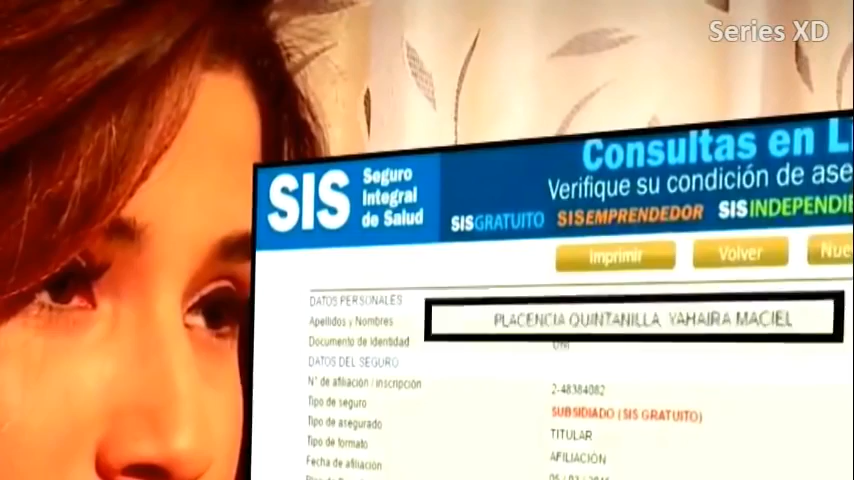 Series XD
Consultas en
SIS Seguro Integral de Salud
Verifique su condición de
SISGRATUITO SISEMPRENDEDOR
Imprimir Volver
DATOS PERSONALES
Apellidos y Nombres PLACENCIA QUINTANILLA YAHAIRA MACIEL
Documento de Identidad
DATOS DEL SEGURO
N° de afiliación / inscripción 2-48384082
Tipo de seguro SUBSIDIADO (SIS GRATUITO)
Tipo de asegurado TITULAR
Tipo de formato AFILIACIÓN
Fecha de afiliación